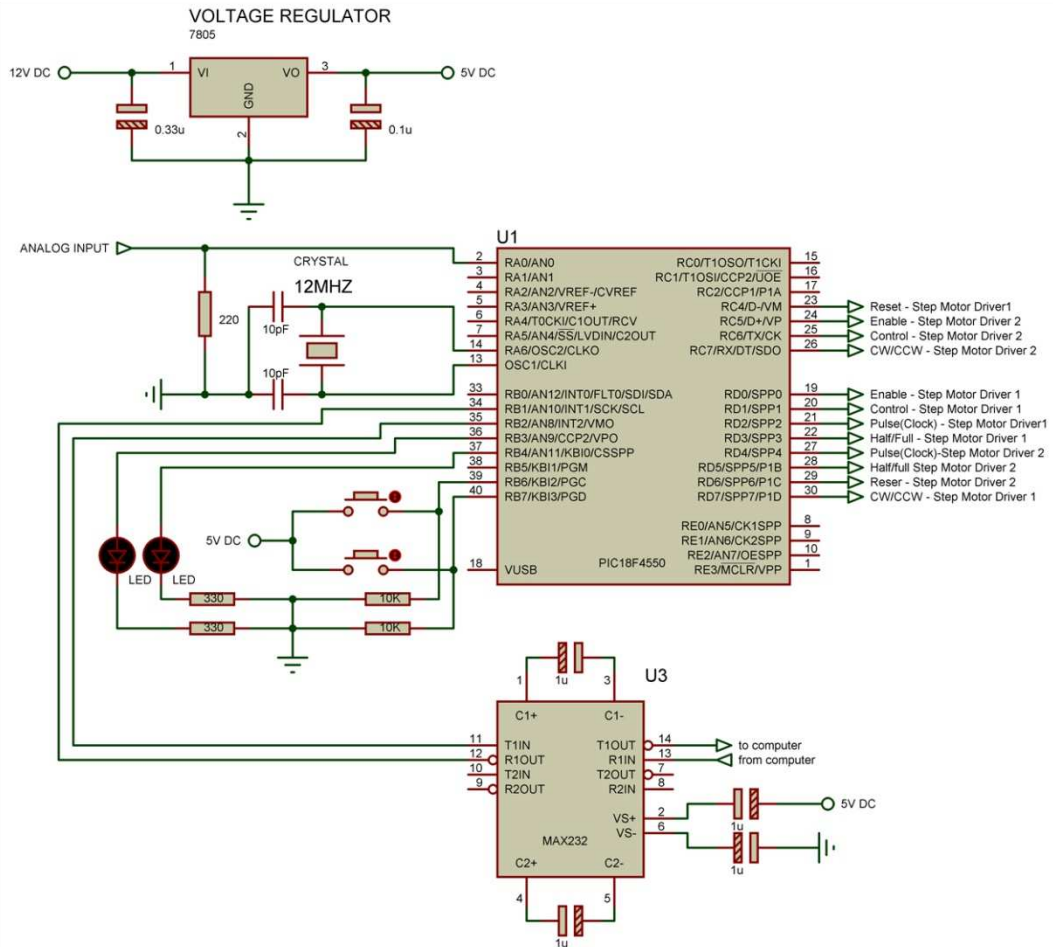 VOLTAGE REGULATOR
7805
12V DC
1
VI
VO
3
5V DC
GND
2
0.33u
0.1u
ANALOG INPUT
CRYSTAL
12MHZ
220
10pF
10pF
U1
2 RA0/AN0
3 RA1/AN1
4 RA2/AN2/VREF-/CVREF
5 RA3/AN3/VREF+
6 RA4/T0CKI/C1OUT/RCV
7 RA5/AN4/SS/LVDIN/C2OUT
14 RA6/OSC2/CLKO
13 OSC1/CLKI
33 RB0/AN12/INT0/FLT0/SDI/SDA
34 RB1/AN10/INT1/SCK/SCL
35 RB2/AN8/INT2/VMO
36 RB3/AN9/CCP2/VPO
37 RB4/AN11/KBI0/CSSPP
38 RB5/KBI1/PGM
39 RB6/KBI2/PGC
40 RB7/KBI3/PGD
18 VUSB
RC0/T1OSO/T1CKI 15
RC1/T1OSI/CCP2/UOE 16
RC2/CCP1/P1A 17
RC4/D-/VM 23 Reset - Step Motor Driver1
RC5/D+/VP 24 Enable - Step Motor Driver 2
RC6/TX/CK 25 Control - Step Motor Driver 2
RC7/RX/DT/SDO 26 CW/CCW - Step Motor Driver 2
RD0/SPP0 19 Enable - Step Motor Driver 1
RD1/SPP1 20 Control - Step Motor Driver 1
RD2/SPP2 21 Pulse(Clock) - Step Motor Driver1
RD3/SPP3 22 Half/Full - Step Motor Driver 1
RD4/SPP4 27 Pulse(Clock)-Step Motor Driver 2
RD5/SPP5/P1B 28 Half/full Step Motor Driver 2
RD6/SPP6/P1C 29 Reser - Step Motor Driver 2
RD7/SPP7/P1D 30 CW/CCW - Step Motor Driver 1
RE0/AN5/CK1SPP 8
RE1/AN6/CK2SPP 9
RE2/AN7/OESPP 10
RE3/MCLR/VPP 1
PIC18F4550
5V DC
LED
LED
330
10K
330
10K
U3
1u
1
3
C1+
C1-
11 T1IN
12 R1OUT
10 T2IN
9 R2OUT
T1OUT 14 to computer
R1IN 13 from computer
T2OUT 7
R2IN 8
VS+ 2
VS- 6
5V DC
1u
1u
MAX232
C2+
C2-
4
5
1u